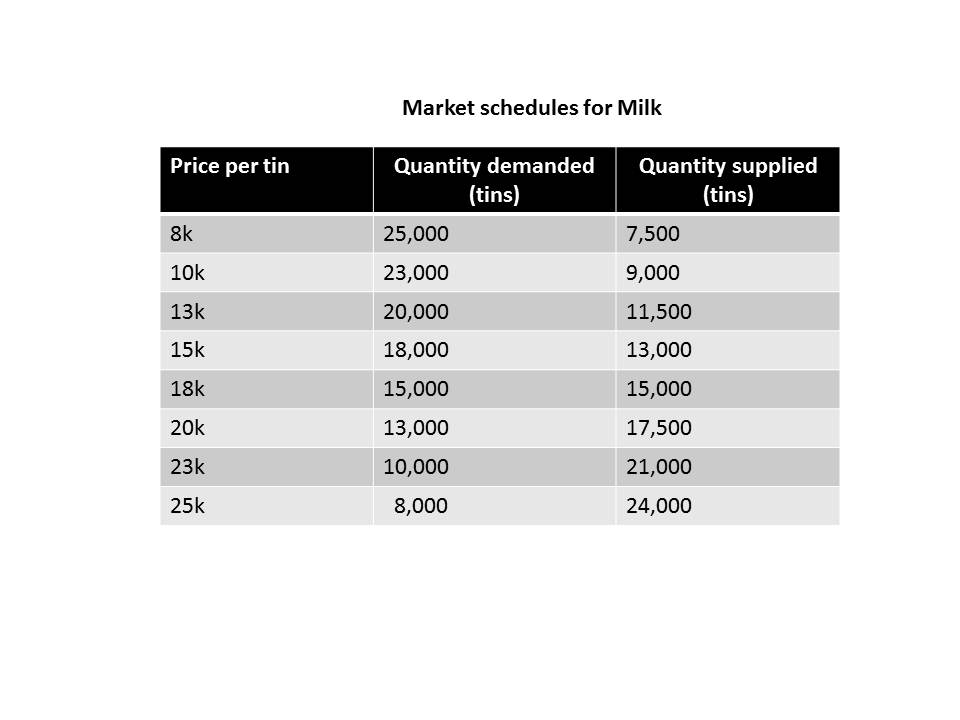 Market schedules for Milk
Price per tin Quantity demanded (tins) Quantity supplied (tins)
8k 25,000 7,500
10k 23,000 9,000
13k 20,000 11,500
15k 18,000 13,000
18k 15,000 15,000
20k 13,000 17,500
23k 10,000 21,000
25k 8,000 24,000